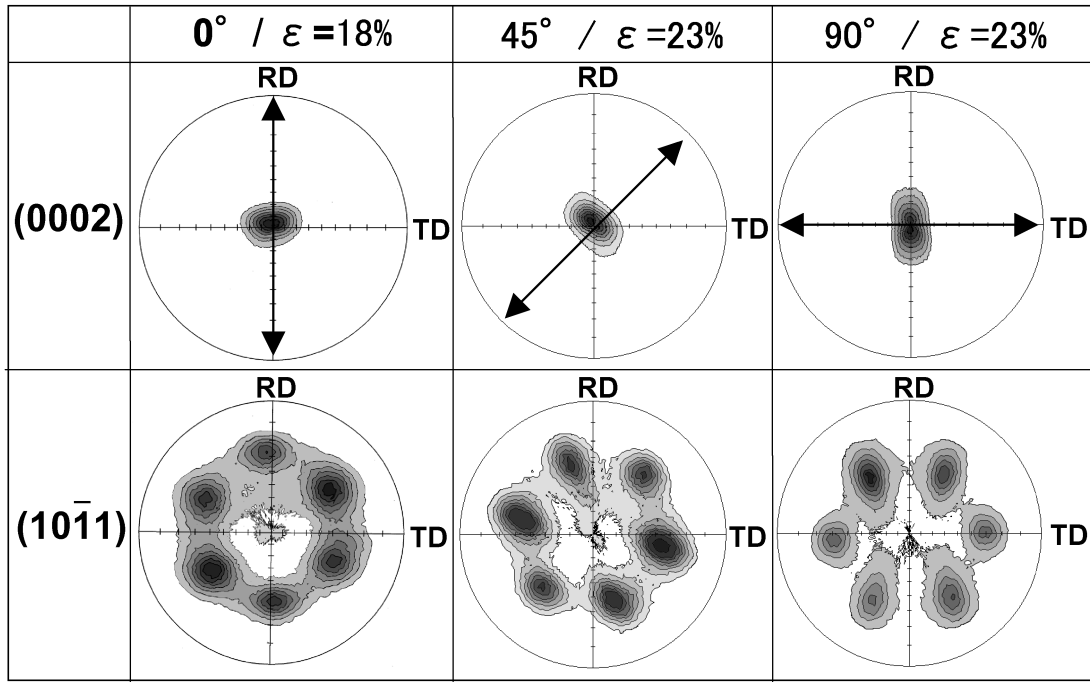 0° / ε=18%
45° / ε=23%
90° / ε=23%
RD
RD
RD
(0002)
TD
TD
TD
RD
RD
RD
(101̄1)
TD
TD
TD